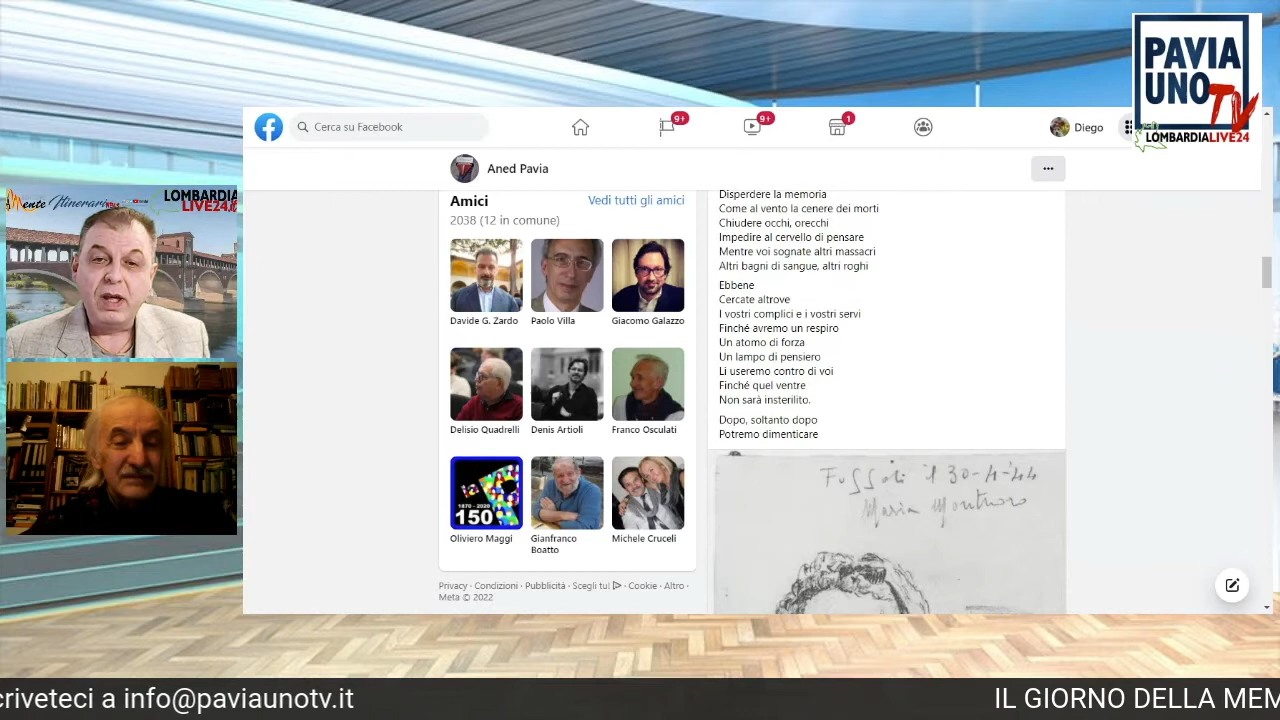 PAVIA
UNO TV
LOMBARDIALIVE24
Cerca su Facebook
9+
9+
1
Diego
Aned Pavia
...
Amici
Vedi tutti gli amici
2038 (12 in comune)
Davide G. Zardo
Paolo Villa
Giacomo Galazzo
Delisio Quadrelli
Denis Artioli
Franco Osculati
1870 - 2020
150
Oliviero Maggi
Gianfranco
Boatto
Michele Cruceli
Privacy · Condizioni · Pubblicità · Scegli tu! · Cookie · Altro ·
Meta © 2022
Disperdere la memoria
Come al vento la cenere dei morti
Chiudere occhi, orecchi
Impedire al cervello di pensare
Mentre voi sognate altri massacri
Altri bagni di sangue, altri roghi
Ebbene
Cercate altrove
I vostri complici e i vostri servi
Finché avremo un respiro
Un atomo di forza
Un lampo di pensiero
Li useremo contro di voi
Finché quel ventre
Non sarà insterilito.
Dopo, soltanto dopo
Potremo dimenticare
Fossoli il 30-4-44
Maria
Mente Itinerari
LOMBARDIA
LIVE24
criveteci a info@paviaunotv.it
IL GIORNO DELLA MEM